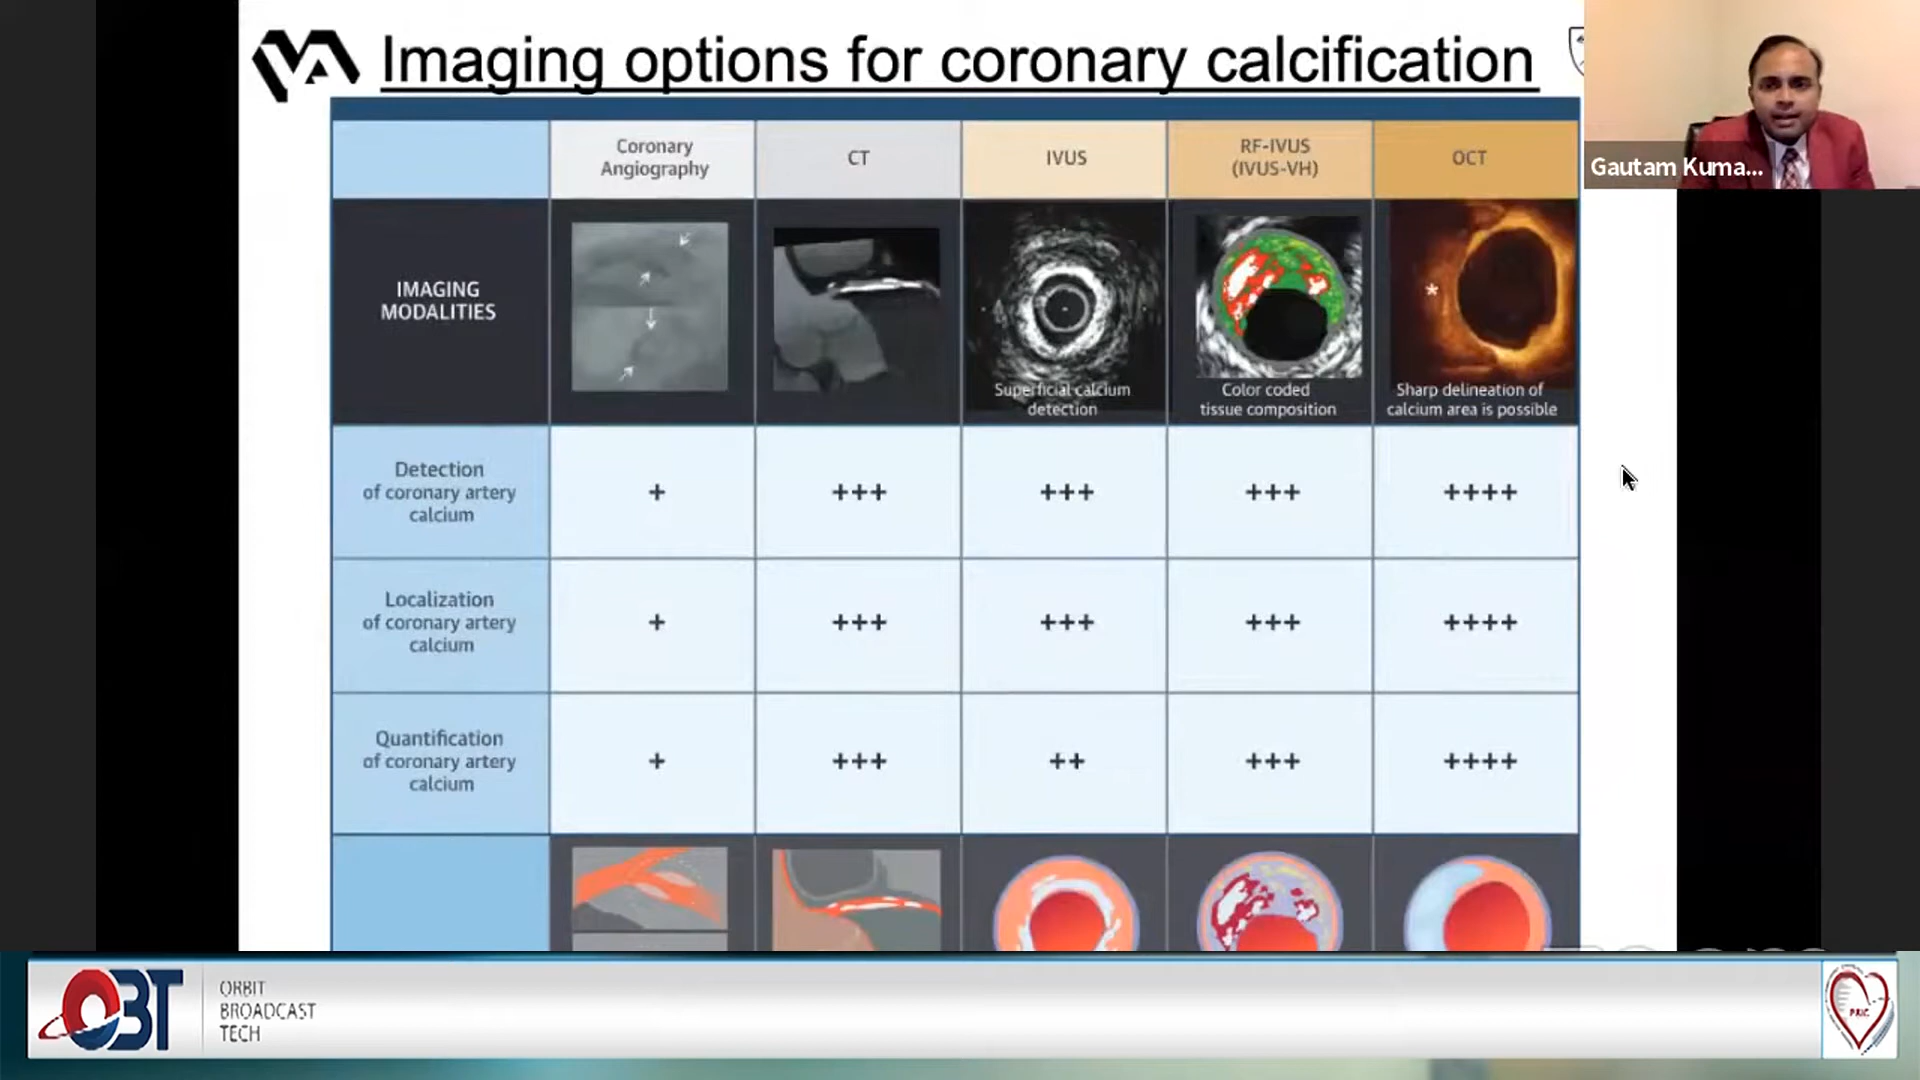 Imaging options for coronary calcification
Gautam Kuma...
Coronary
Angiography
CT
IVUS
RF-IVUS
(IVUS-VH)
OCT
IMAGING
MODALITIES
*
Superficial calcium
detection
Color coded
tissue composition
Sharp delineation of
calcium area is possible
Detection
of coronary artery
calcium
+
+++
+++
+++
++++
Localization
of coronary artery
calcium
+
+++
+++
+++
++++
Quantification
of coronary artery
calcium
+
+++
++
+++
++++
OBT
ORBIT
BROADCAST
TECH